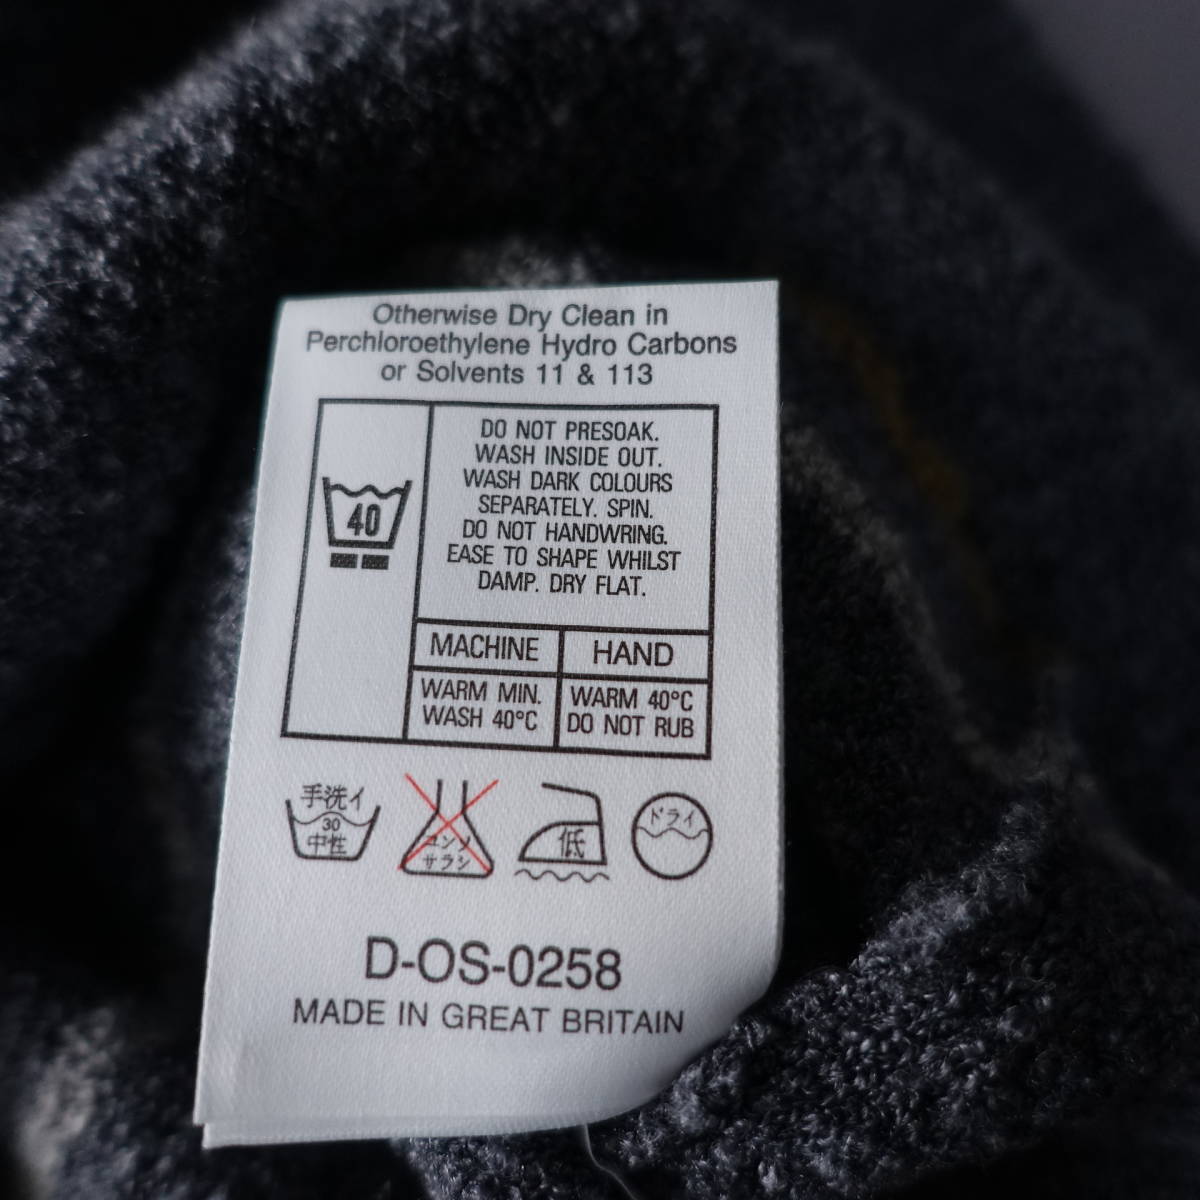 Otherwise Dry Clean in
Perchloroethylene Hydro Carbons
or Solvents 11 & 113
40
DO NOT PRESOAK.
WASH INSIDE OUT.
WASH DARK COLOURS
SEPARATELY. SPIN.
DO NOT HANDWRING.
EASE TO SHAPE WHILST
DAMP. DRY FLAT.
MACHINE HAND
WARM MIN. WARM 40°C
WASH 40°C DO NOT RUB
手洗イ
30
中性
エンソ
サラシ
低
ドライ
D-OS-0258
MADE IN GREAT BRITAIN